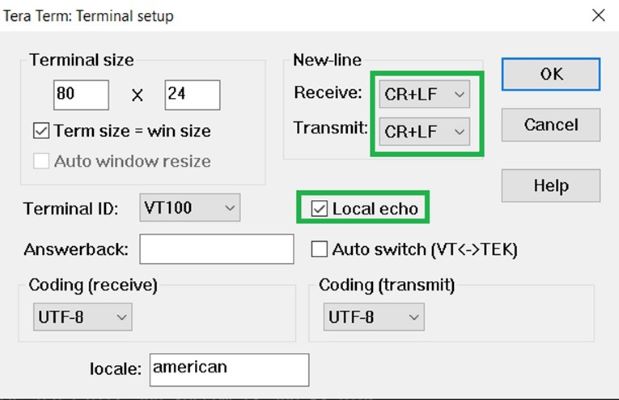 Tera Term: Terminal setup
Terminal size
80 X 24
Term size = win size
Auto window resize
New-line
Receive: CR+LF
Transmit: CR+LF
OK
Cancel
Help
Terminal ID: VT100
Local echo
Answerback:
Auto switch (VT<->TEK)
Coding (receive)
UTF-8
Coding (transmit)
UTF-8
locale: american